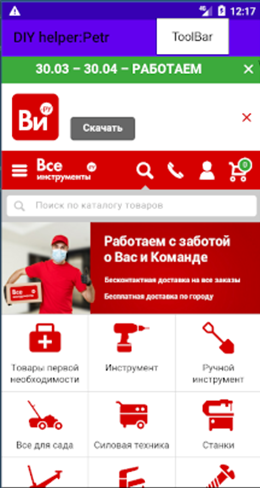 12:17
DIY helper:Petr
ToolBar
30.03 – 30.04 – РАБОТАЕМ ×
Ви
РУ
Скачать
×
Все
инструменты
РУ
0
Поиск по каталогу товаров
Работаем с заботой
о Вас и Команде
Бесконтактная доставка на все заказы
Бесплатная доставка по городу
Все
инструменты
Товары первой
необходимости
Инструмент
Ручной
инструмент
Все для сада
Силовая техника
Станки